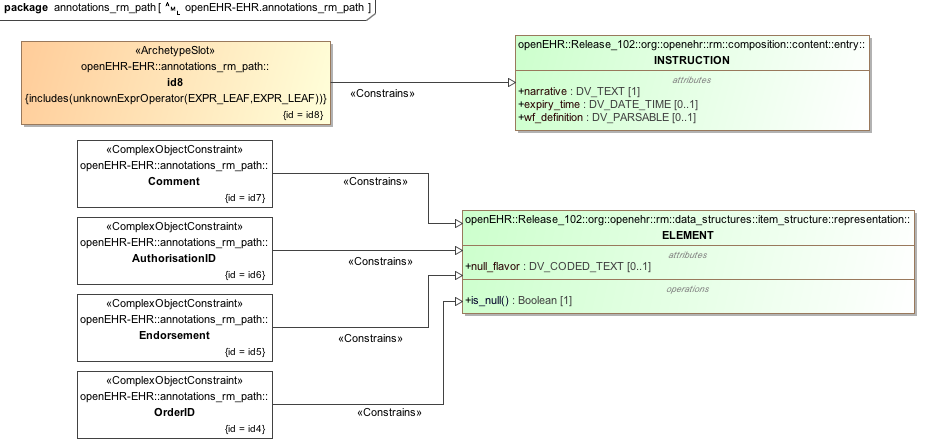 package annotations_rm_path [ AML openEHR-EHR.annotations_rm_path ]
«ArchetypeSlot»
openEHR-EHR::annotations_rm_path::
id8
{includes(unknownExprOperator(EXPR_LEAF,EXPR_LEAF))}
{id = id8}
«Constrains»
openEHR::Release_102::org::openehr::rm::composition::content::entry::
INSTRUCTION
attributes
+narrative : DV_TEXT [1]
+expiry_time : DV_DATE_TIME [0..1]
+wf_definition : DV_PARSABLE [0..1]
«ComplexObjectConstraint»
openEHR-EHR::annotations_rm_path::
Comment
{id = id7}
«Constrains»
«ComplexObjectConstraint»
openEHR-EHR::annotations_rm_path::
AuthorisationID
{id = id6}
«Constrains»
«ComplexObjectConstraint»
openEHR-EHR::annotations_rm_path::
Endorsement
{id = id5}
«Constrains»
«ComplexObjectConstraint»
openEHR-EHR::annotations_rm_path::
OrderID
{id = id4}
«Constrains»
openEHR::Release_102::org::openehr::rm::data_structures::item_structure::representation::
ELEMENT
attributes
+null_flavor : DV_CODED_TEXT [0..1]
operations
+is_null() : Boolean [1]